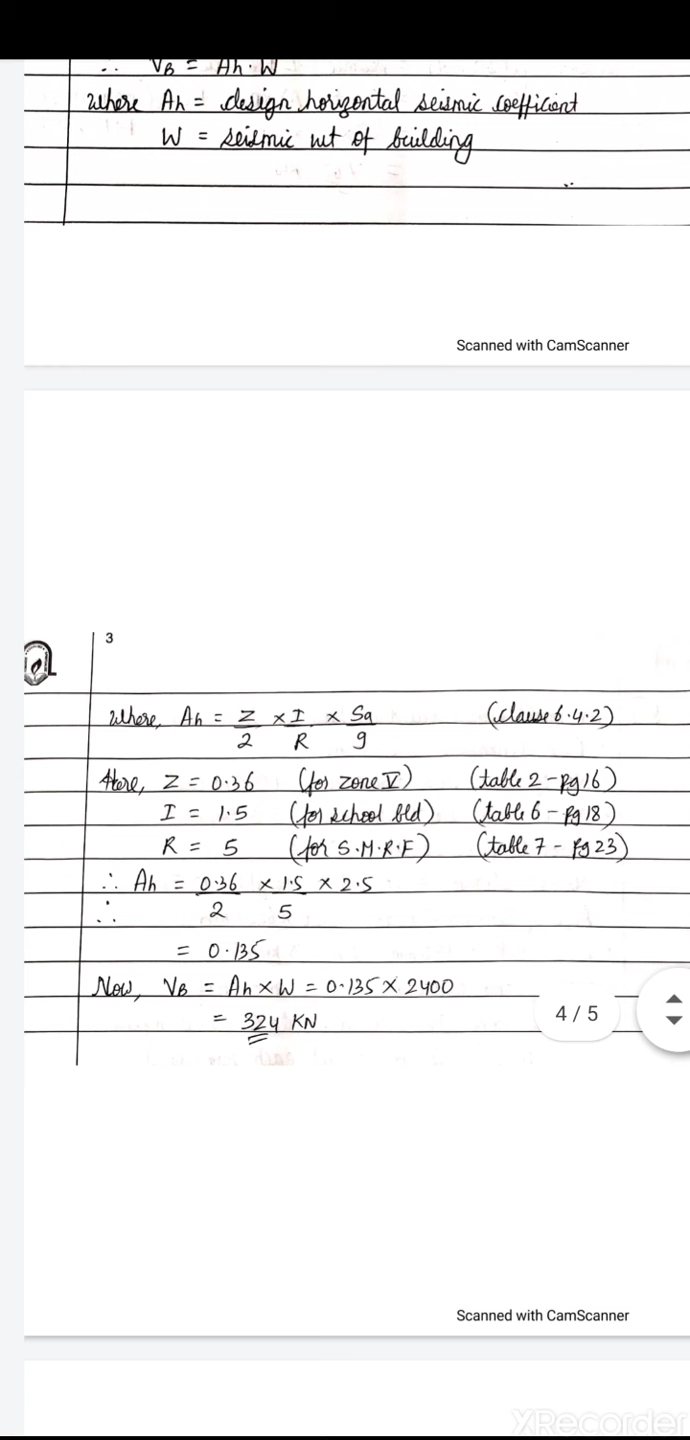 ∴ VB = Ah·W
where Ah = design horizontal seismic coefficient
W = seismic wt of building
Scanned with CamScanner
3
where, Ah = Z/2 × I/R × Sa/g (clause 6.4.2)
Here, Z = 0.36 (for zone V) (table 2 - Pg 16)
I = 1.5 (for school bld) (table 6 - Pg 18)
R = 5 (for S.M.R.F) (table 7 - Pg 23)
∴ Ah = 0.36/2 × 1.5/5 × 2.5
∴
= 0.135
Now, VB = Ah × W = 0.135 × 2400
= 324 KN
4 / 5
Scanned with CamScanner
XRecorder